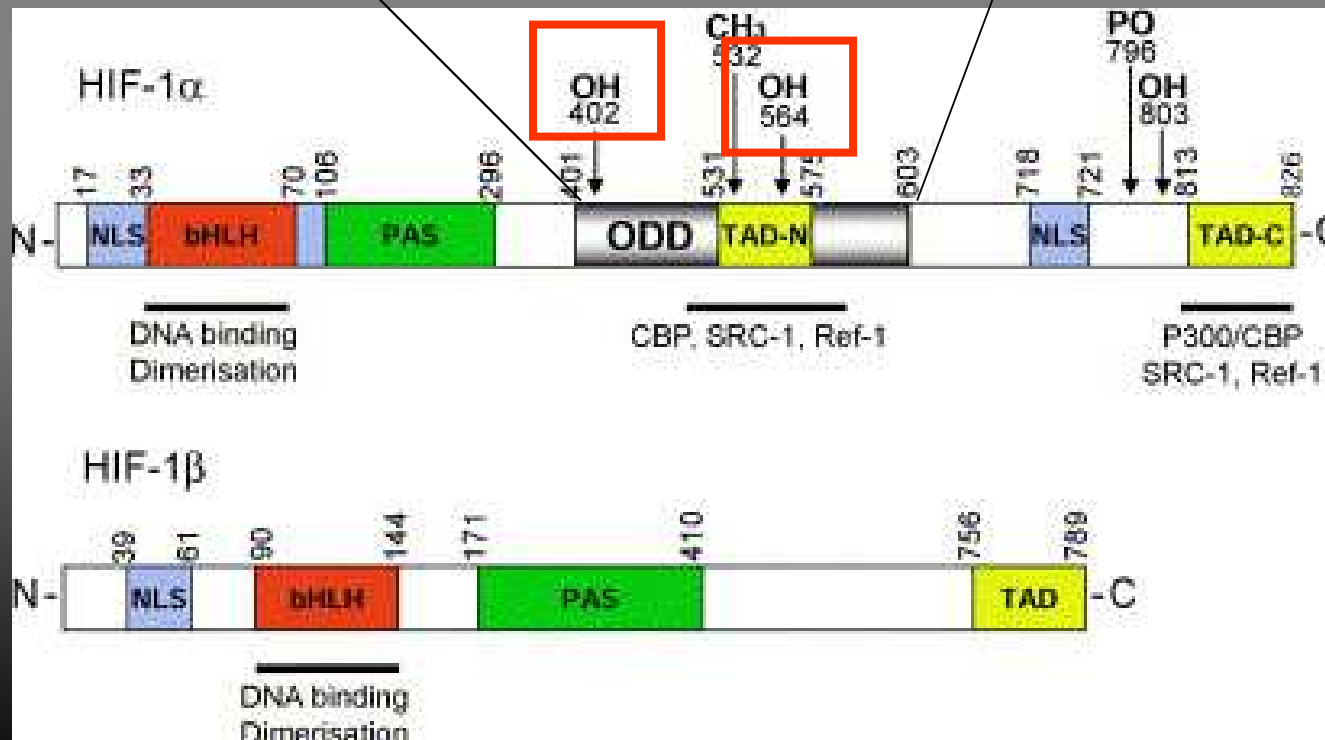 CH3
532
PO
796
HIF-1α
OH
402
OH
564
OH
803
17
33
70
106
296
401
531
575
603
718
721
813
826
N-
NLS
bHLH
PAS
ODD
TAD-N
NLS
TAD-C
-C
DNA binding
Dimerisation
CBP, SRC-1, Ref-1
P300/CBP
SRC-1, Ref-1
HIF-1β
39
61
90
144
171
410
756
789
N-
NLS
bHLH
PAS
TAD
-C
DNA binding
Dimerisation